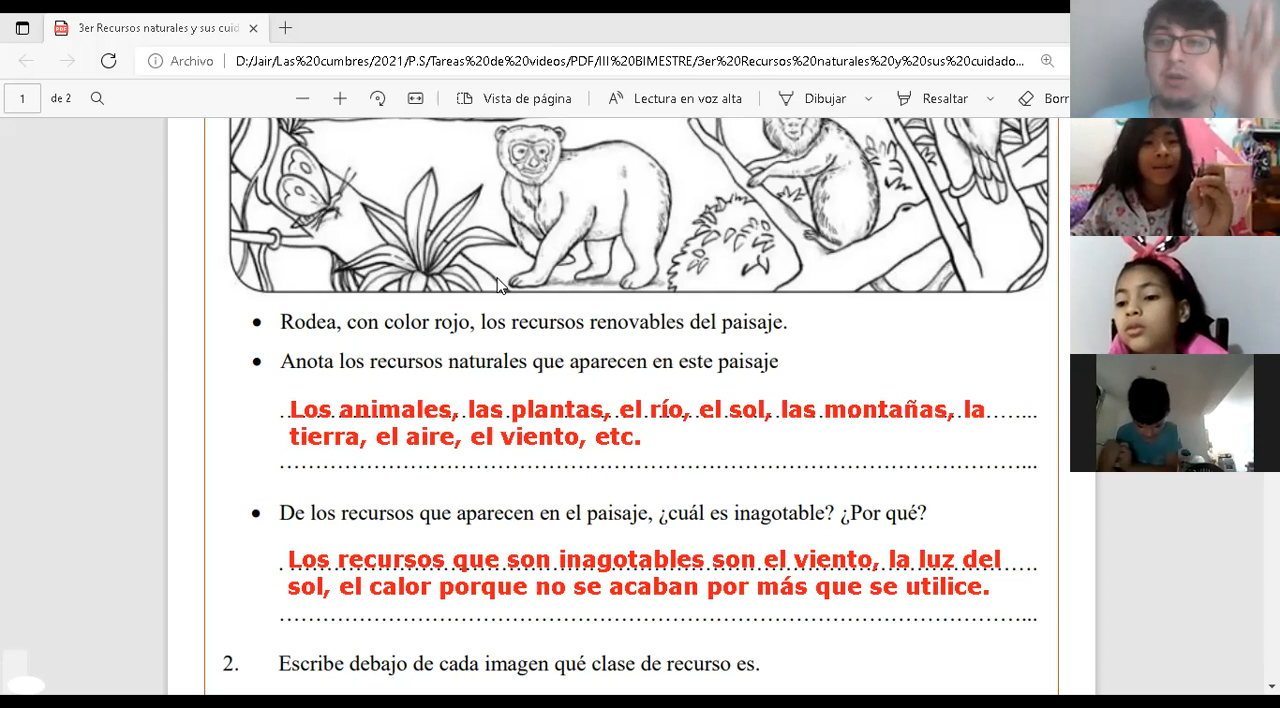 3er Recursos naturales y sus cuid
Archivo
D:/Jair/Las%20cumbres/2021/P.S/Tareas%20de%20videos/PDF/III%20BIMESTRE/3er%20Recursos%20naturales%20y%20sus%20cuidado...
1 de 2
Vista de página
Lectura en voz alta
Dibujar
Resaltar
Borr
• Rodea, con color rojo, los recursos renovables del paisaje.
• Anota los recursos naturales que aparecen en este paisaje
Los animales, las plantas, el río, el sol, las montañas, la
tierra, el aire, el viento, etc.
• De los recursos que aparecen en el paisaje, ¿cuál es inagotable? ¿Por qué?
Los recursos que son inagotables son el viento, la luz del
sol, el calor porque no se acaban por más que se utilice.
2. Escribe debajo de cada imagen qué clase de recurso es.